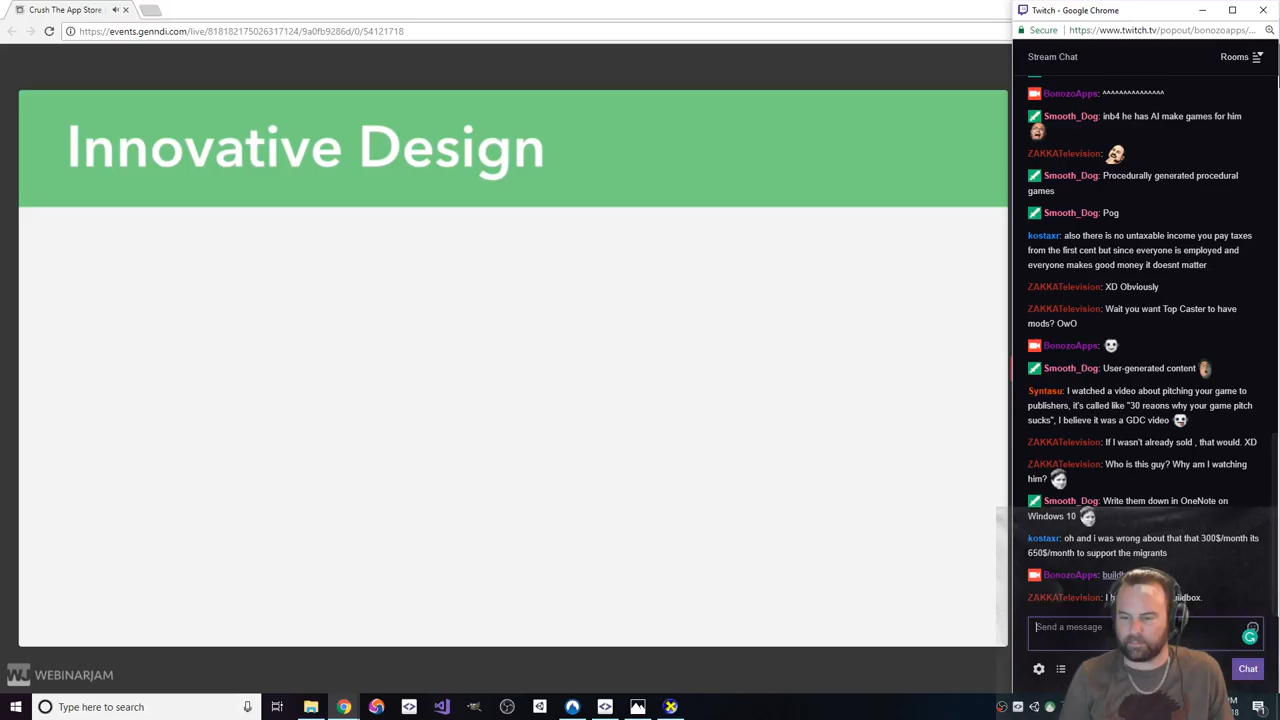 Crush The App Store
Twitch - Google Chrome
https://events.genndi.com/live/818182175026317124/9adbb9286d/0/54121718
Secure
https://www.twitch.tv/popout/bonozoapps/...
Stream Chat
Rooms
Innovative Design
BonozoApps: ^^^^^^^^^^^^^^^
Smooth_Dog: inb4 he has AI make games for him
ZAKKATelevision:
Smooth_Dog: Procedurally generated procedural
games
Smooth_Dog: Pog
kostaxr: also there is no untaxable income you pay taxes
from the first cent but since everyone is employed and
everyone makes good money it doesnt matter
ZAKKATelevision: XD Obviously
ZAKKATelevision: Wait you want Top Caster to have
mods? OwO
BonozoApps:
Smooth_Dog: User-generated content
Syntasu: I watched a video about pitching your game to
publishers, it's called like "30 reaons why your game pitch
sucks", I believe it was a GDC video
ZAKKATelevision: If I wasn't already sold , that would. XD
ZAKKATelevision: Who is this guy? Why am I watching
him?
Smooth_Dog: Write them down in OneNote on
Windows 10
kostaxr: oh and i was wrong about that that 300$/month its
650$/month to support the migrants
BonozoApps:
ZAKKATelevision: I
Send a message
Chat
WJ WEBINARJAM
Type here to search